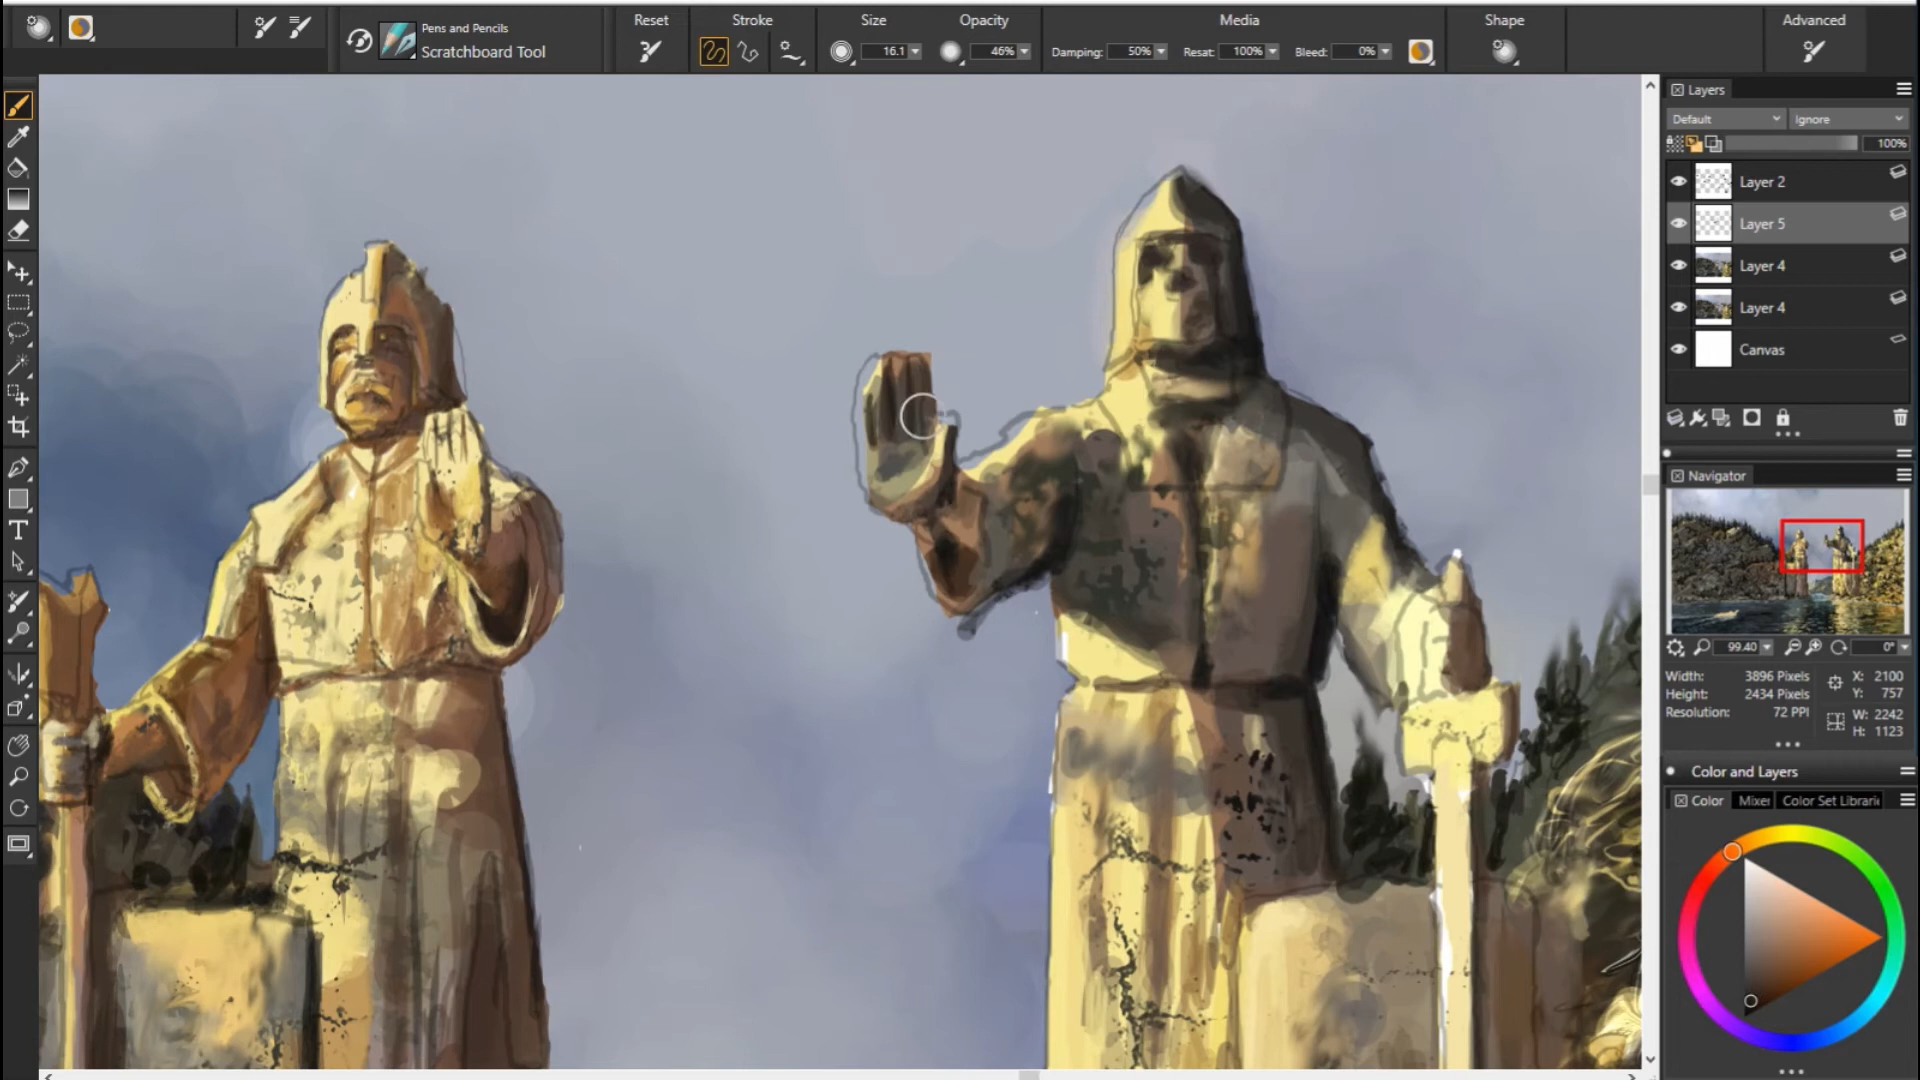 Pens and Pencils
Scratchboard Tool
Reset
Stroke
Size
16.1
Opacity
46%
Media
Damping: 50%
Resat: 100%
Bleed: 0%
Shape
Advanced
Layers
Default
Ignore
100%
Layer 2
Layer 5
Layer 4
Layer 4
Canvas
Navigator
99.40
0°
Width: 3896 Pixels
Height: 2434 Pixels
Resolution: 72 PPI
X: 2100
Y: 757
W: 2242
H: 1123
Color and Layers
Color
Mixer
Color Set Librari
T